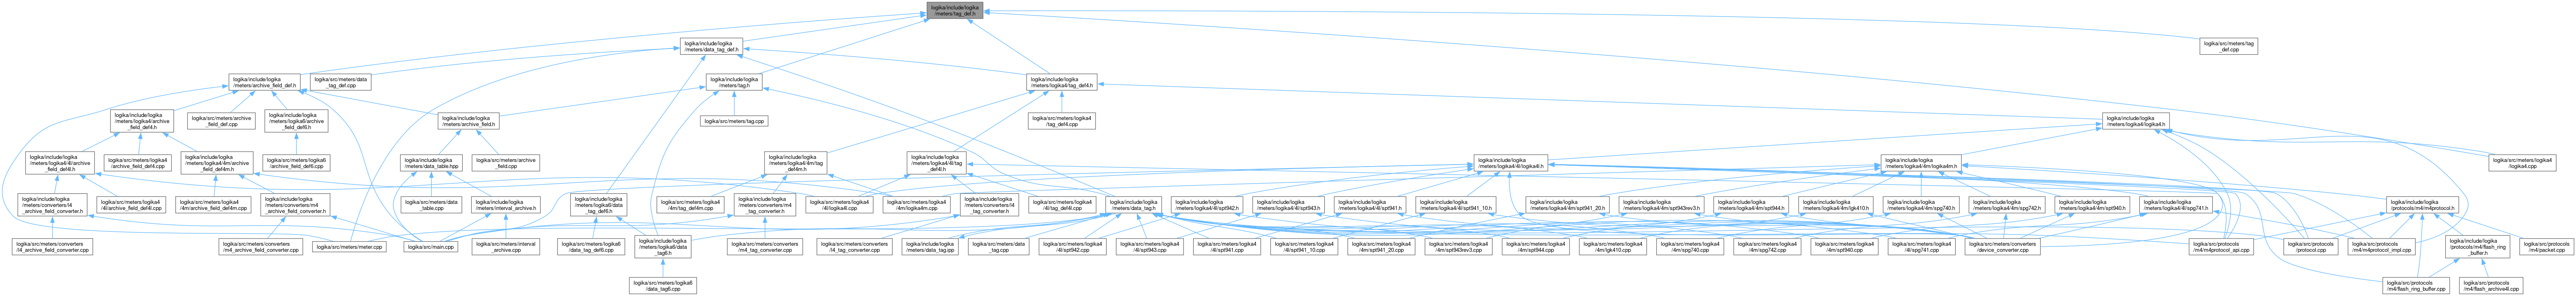 logika/include/logika
/meters/tag_def.h
logika/include/logika
/meters/data_tag_def.h
logika/src/meters/tag
_def.cpp
logika/include/logika
/meters/archive_field_def.h
logika/src/meters/data
_tag_def.cpp
logika/include/logika
/meters/tag.h
logika/include/logika
/meters/logika4/tag_def4.h
logika/include/logika
/meters/logika4/archive
_field_def4.h
logika/src/meters/archive
_field_def.cpp
logika/include/logika
/meters/logika6/archive
_field_def6.h
logika/include/logika
/meters/archive_field.h
logika/src/meters/tag.cpp
logika/src/meters/logika4
/tag_def4.cpp
logika/include/logika
/meters/logika4/logika4.h
logika/include/logika
/meters/logika4/4l/archive
_field_def4l.h
logika/src/meters/logika4
/archive_field_def4.cpp
logika/include/logika
/meters/logika4/4m/archive
_field_def4m.h
logika/src/meters/logika6
/archive_field_def6.cpp
logika/include/logika
/meters/data_table.hpp
logika/src/meters/archive
_field.cpp
logika/include/logika
/meters/logika4/4m/tag
_def4m.h
logika/include/logika
/meters/logika4/4l/tag
_def4l.h
logika/include/logika
/meters/logika4/4l/logika4l.h
logika/include/logika
/meters/logika4/4m/logika4m.h
logika/src/meters/logika4
/logika4.cpp
logika/include/logika
/meters/converters/l4
_archive_field_converter.h
logika/src/meters/logika4
/4l/archive_field_def4l.cpp
logika/src/meters/logika4
/4m/archive_field_def4m.cpp
logika/include/logika
/meters/converters/m4
_archive_field_converter.h
logika/src/meters/data
_table.cpp
logika/include/logika
/meters/interval_archive.h
logika/include/logika
/meters/logika6/data
_tag_def6.h
logika/src/meters/logika4
/4m/tag_def4m.cpp
logika/include/logika
/meters/converters/m4
_tag_converter.h
logika/src/meters/logika4
/4l/logika4l.cpp
logika/src/meters/logika4
/4m/logika4m.cpp
logika/include/logika
/meters/converters/l4
_tag_converter.h
logika/src/meters/logika4
/4l/tag_def4l.cpp
logika/include/logika
/meters/data_tag.h
logika/include/logika
/meters/logika4/4l/spt942.h
logika/include/logika
/meters/logika4/4l/spt943.h
logika/include/logika
/meters/logika4/4l/spt941.h
logika/include/logika
/meters/logika4/4l/spt941_10.h
logika/include/logika
/meters/logika4/4m/spt941_20.h
logika/include/logika
/meters/logika4/4m/spt943rev3.h
logika/include/logika
/meters/logika4/4m/spt944.h
logika/include/logika
/meters/logika4/4m/lgk410.h
logika/include/logika
/meters/logika4/4m/spg740.h
logika/include/logika
/meters/logika4/4m/spg742.h
logika/include/logika
/meters/logika4/4m/spt940.h
logika/include/logika
/meters/logika4/4l/spg741.h
logika/include/logika
/protocols/m4/m4protocol.h
logika/src/meters/converters
/l4_archive_field_converter.cpp
logika/src/meters/converters
/m4_archive_field_converter.cpp
logika/src/meters/meter.cpp
logika/src/main.cpp
logika/src/meters/interval
_archive.cpp
logika/src/meters/logika6
/data_tag_def6.cpp
logika/include/logika
/meters/logika6/data
_tag6.h
logika/src/meters/converters
/m4_tag_converter.cpp
logika/src/meters/converters
/l4_tag_converter.cpp
logika/include/logika
/meters/data_tag.ipp
logika/src/meters/data
_tag.cpp
logika/src/meters/logika4
/4l/spt942.cpp
logika/src/meters/logika4
/4l/spt943.cpp
logika/src/meters/logika4
/4l/spt941.cpp
logika/src/meters/logika4
/4l/spt941_10.cpp
logika/src/meters/logika4
/4m/spt941_20.cpp
logika/src/meters/logika4
/4m/spt943rev3.cpp
logika/src/meters/logika4
/4m/spt944.cpp
logika/src/meters/logika4
/4m/lgk410.cpp
logika/src/meters/logika4
/4m/spg740.cpp
logika/src/meters/logika4
/4m/spg742.cpp
logika/src/meters/logika4
/4m/spt940.cpp
logika/src/meters/logika4
/4l/spg741.cpp
logika/src/meters/converters
/device_converter.cpp
logika/src/protocols
/m4/m4protocol_api.cpp
logika/src/protocols
/protocol.cpp
logika/src/protocols
/m4/m4protocol_impl.cpp
logika/include/logika
/protocols/m4/flash_ring
_buffer.h
logika/src/protocols
/m4/packet.cpp
logika/src/meters/logika6
/data_tag6.cpp
logika/src/protocols
/m4/flash_ring_buffer.cpp
logika/src/protocols
/m4/flash_archive4l.cpp